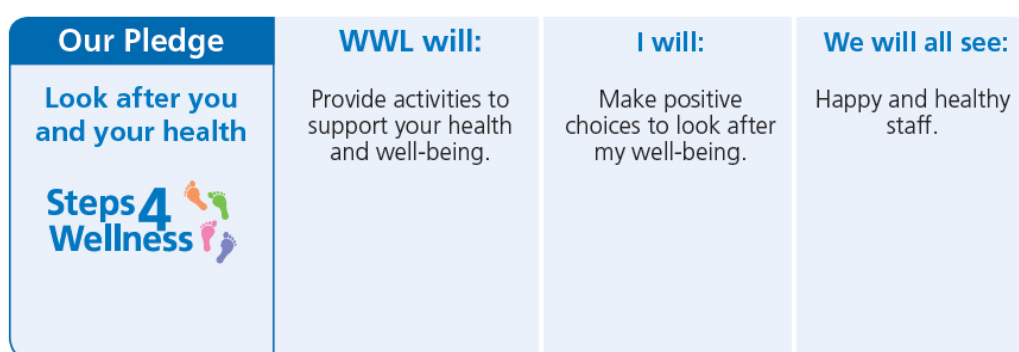 Our Pledge
Look after you
and your health
Steps 4
Wellness
WWL will:
Provide activities to
support your health
and well-being.
I will:
Make positive
choices to look after
my well-being.
We will all see:
Happy and healthy
staff.